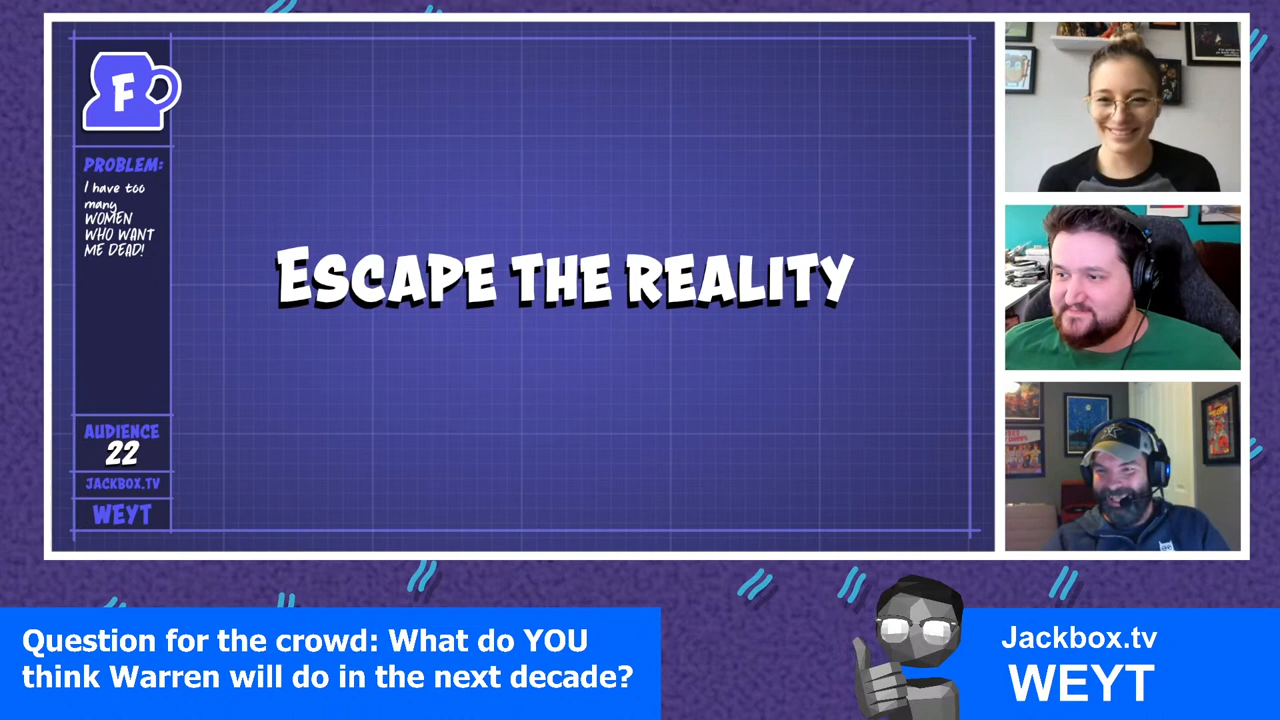 F
PROBLEM:
I have too
many
WOMEN
WHO WANT
ME DEAD!
ESCAPE THE REALITY
AUDIENCE
22
JACKBOX.TV
WEYT
Question for the crowd: What do YOU
think Warren will do in the next decade?
Jackbox.tv
WEYT